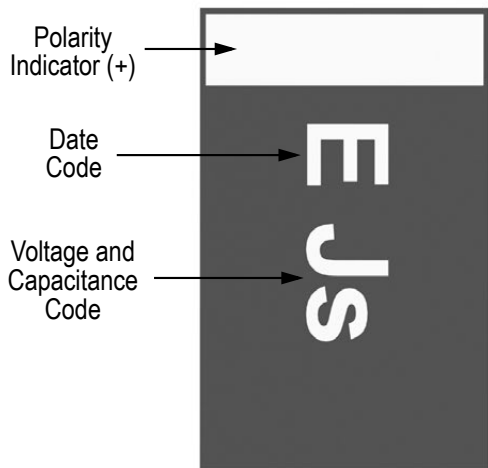 Polarity
Indicator (+)
Date
Code
Voltage and
Capacitance
Code
E Js